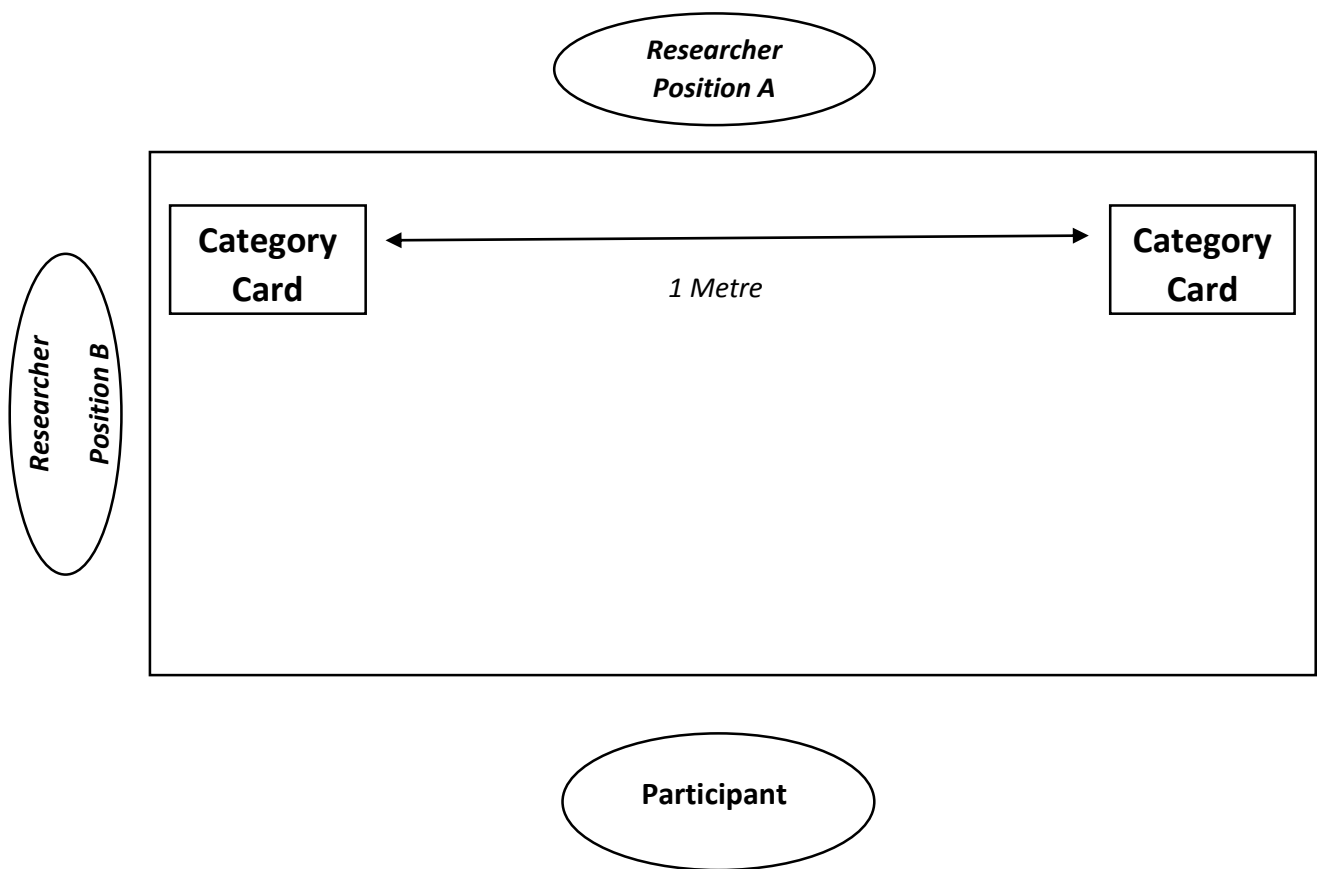 Researcher
Position A
Category
Card
1 Metre
Category
Card
Researcher
Position B
Participant